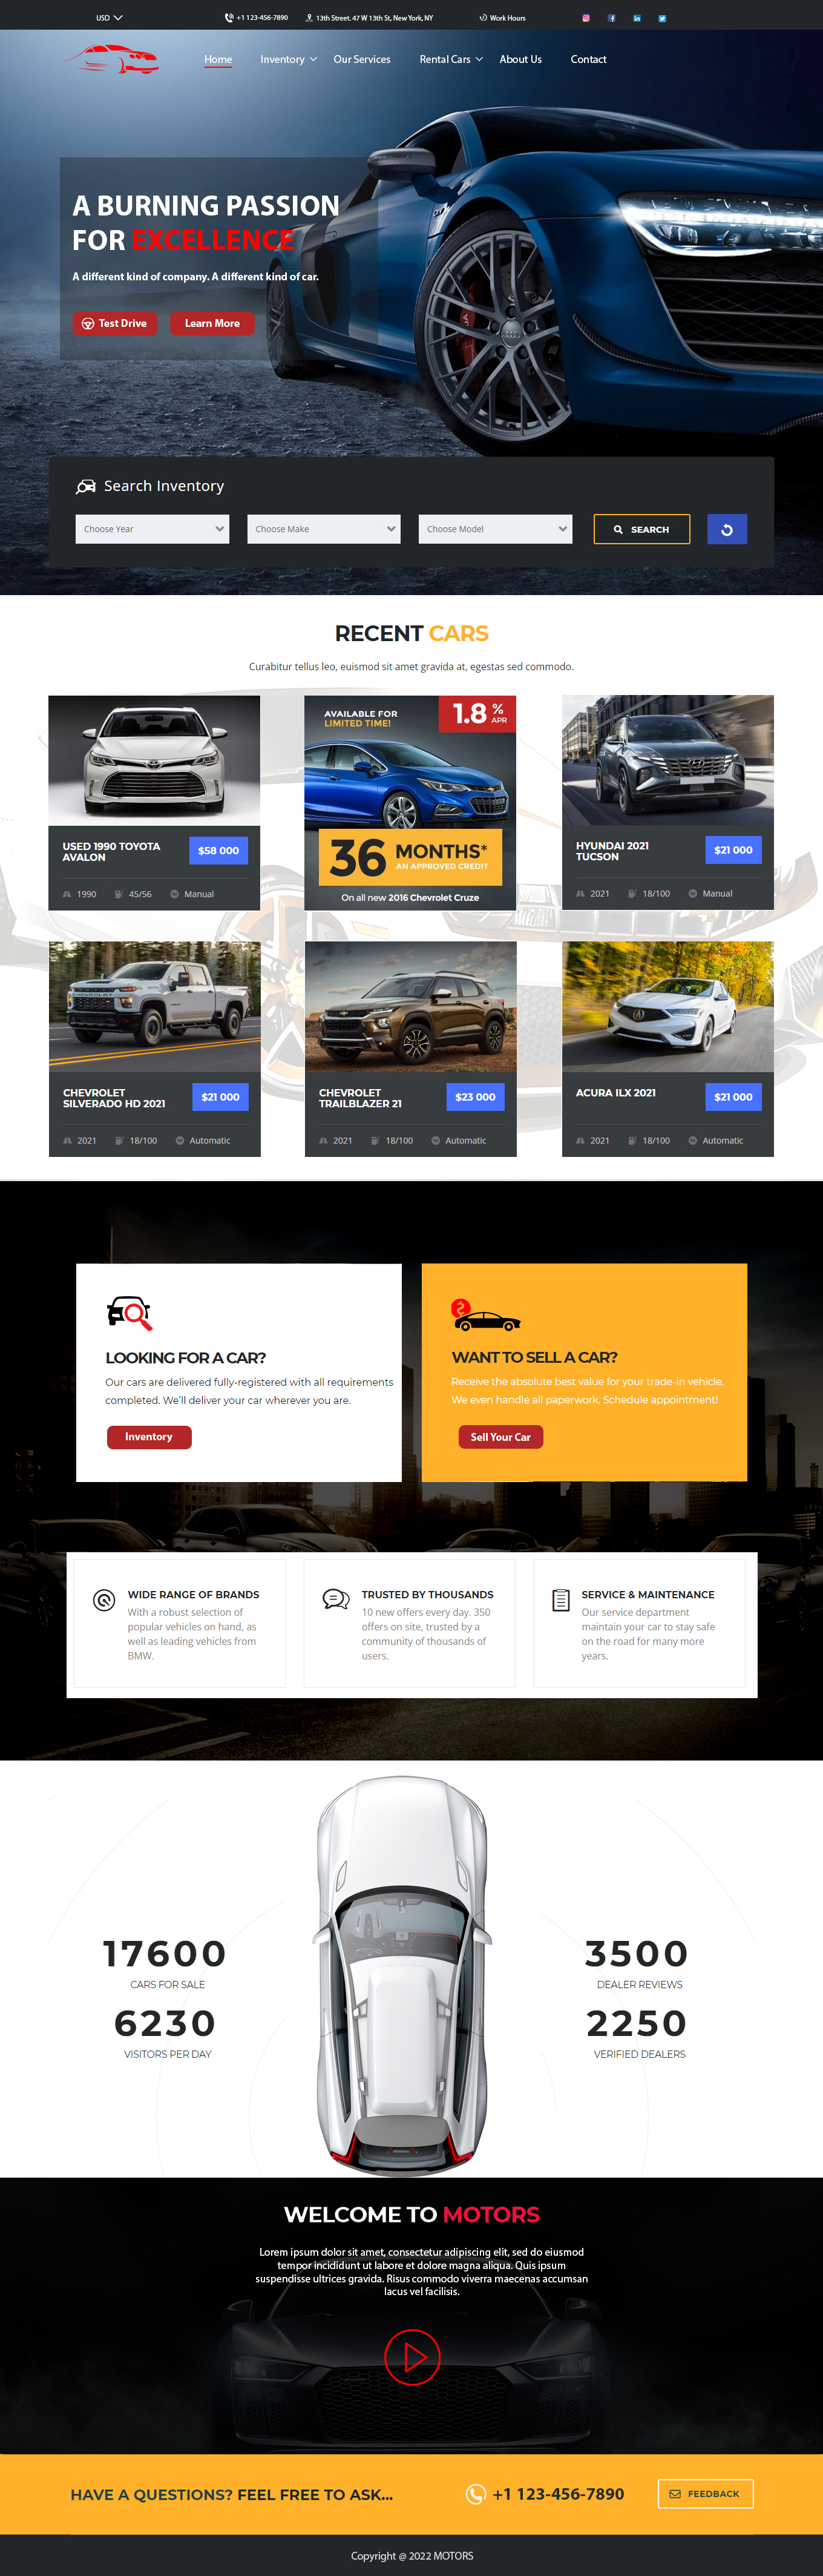 USD
+1 123-456-7890
13th Street. 47 W 13th St, New York, NY
Work Hours
Home
Inventory
Our Services
Rental Cars
About Us
Contact
A BURNING PASSION
FOR EXCELLENCE
A different kind of company. A different kind of car.
Test Drive
Learn More
Search Inventory
Choose Year
Choose Make
Choose Model
SEARCH
RECENT CARS
Curabitur tellus leo, euismod sit amet gravida at, egestas sed commodo.
USED 1990 TOYOTA
AVALON
$58 000
1990
45/56
Manual
AVAILABLE FOR
LIMITED TIME!
1.8 %
APR
36 MONTHS*
AN APPROVED CREDIT
On all new 2016 Chevrolet Cruze
HYUNDAI 2021
TUCSON
$21 000
2021
18/100
Manual
CHEVROLET
CHEVROLET
SILVERADO HD 2021
$21 000
2021
18/100
Automatic
CHEVROLET
TRAILBLAZER 21
$23 000
2021
18/100
Automatic
ACURA ILX 2021
$21 000
2021
18/100
Automatic
LOOKING FOR A CAR?
Our cars are delivered fully-registered with all requirements
completed. We'll deliver your car wherever you are.
Inventory
WANT TO SELL A CAR?
Receive the absolute best value for your trade-in vehicle.
We even handle all paperwork. Schedule appointment!
Sell Your Car
WIDE RANGE OF BRANDS
With a robust selection of
popular vehicles on hand, as
well as leading vehicles from
BMW.
TRUSTED BY THOUSANDS
10 new offers every day. 350
offers on site, trusted by a
community of thousands of
users.
SERVICE & MAINTENANCE
Our service department
maintain your car to stay safe
on the road for many more
years.
17600
CARS FOR SALE
6230
VISITORS PER DAY
3500
DEALER REVIEWS
2250
VERIFIED DEALERS
WELCOME TO MOTORS
Lorem ipsum dolor sit amet, consectetur adipiscing elit, sed do eiusmod
tempor incididunt ut labore et dolore magna aliqua. Quis ipsum
suspendisse ultrices gravida. Risus commodo viverra maecenas accumsan
lacus vel facilisis.
HAVE A QUESTIONS? FEEL FREE TO ASK...
+1 123-456-7890
FEEDBACK
Copyright @ 2022 MOTORS